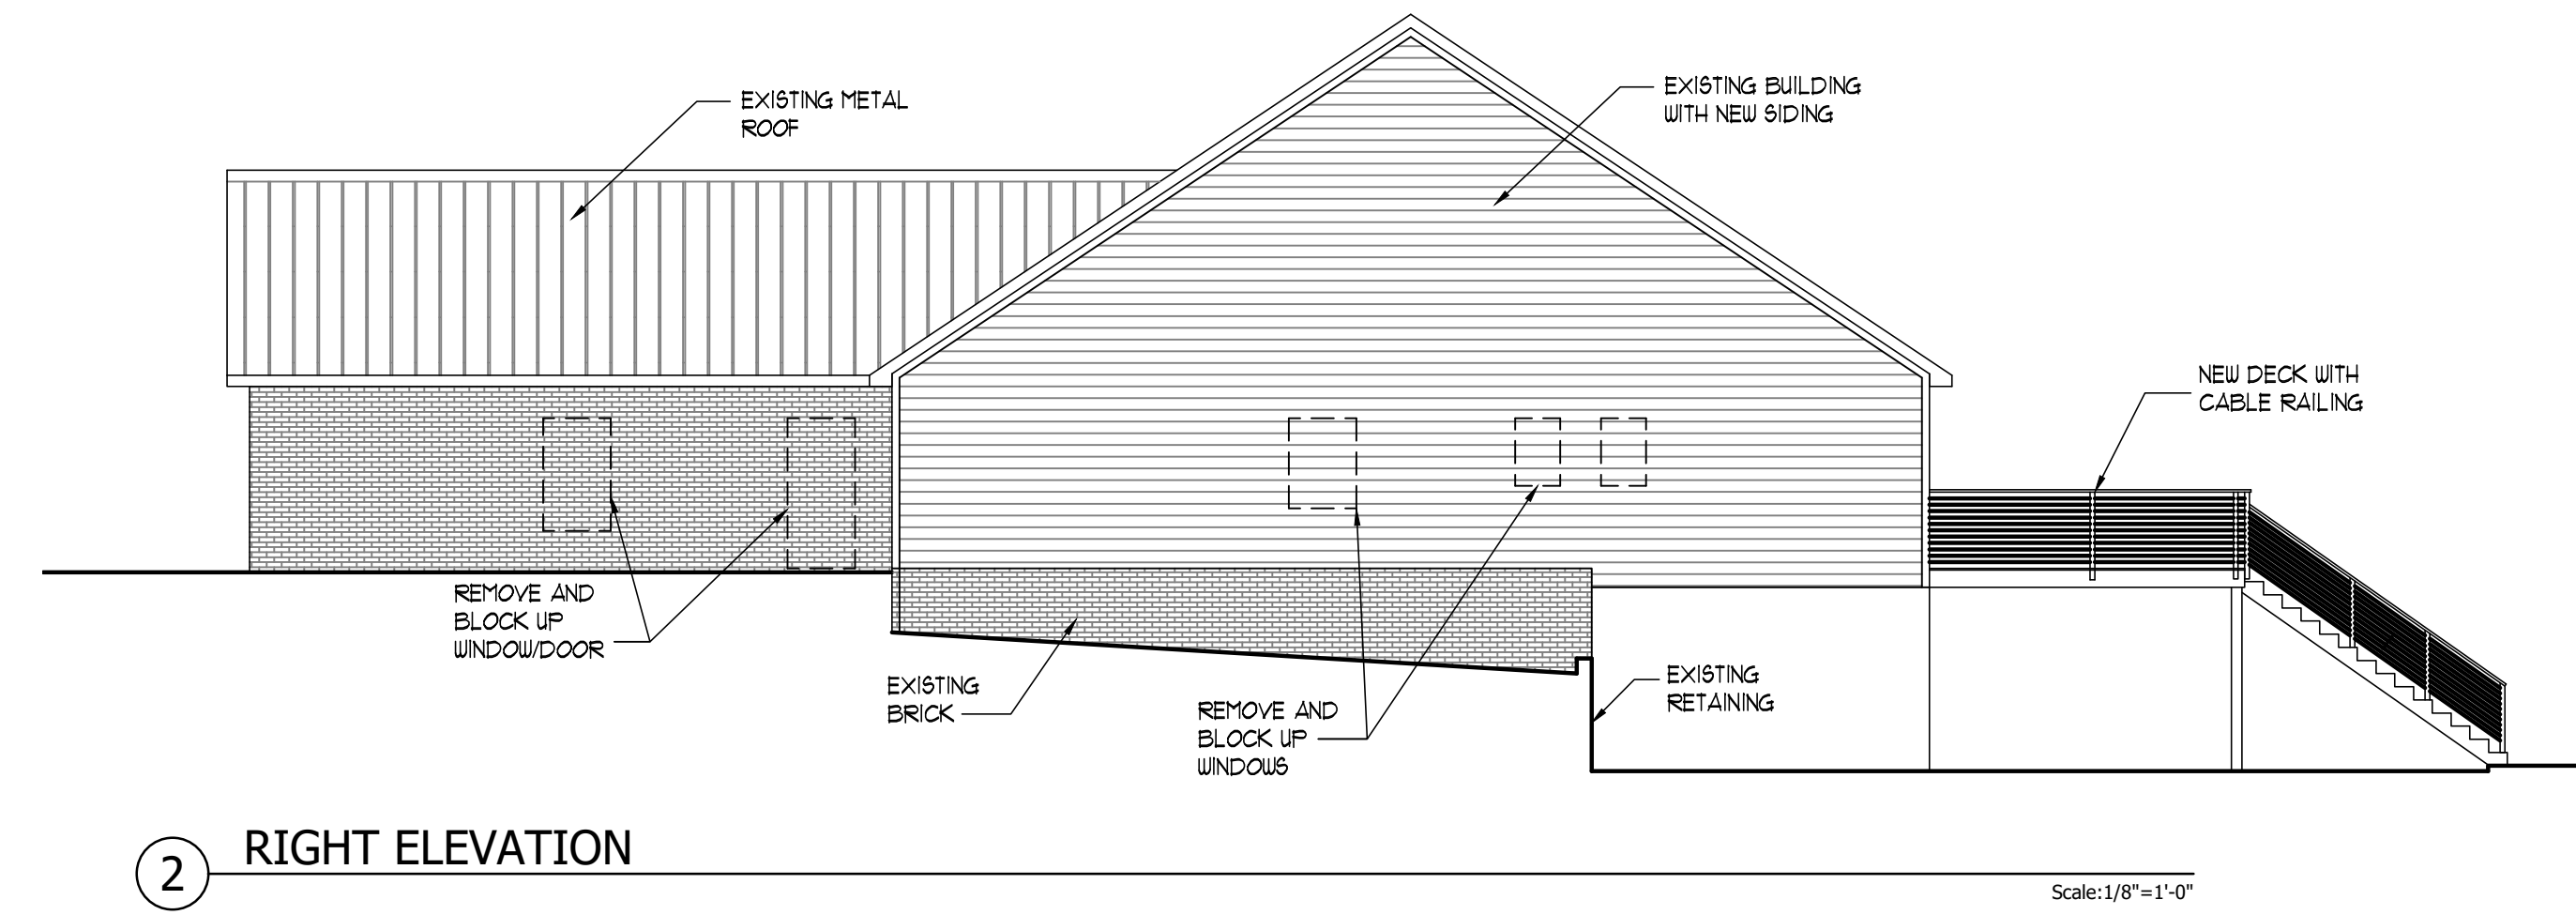 EXISTING METAL
ROOF
EXISTING BUILDING
WITH NEW SIDING
NEW DECK WITH
CABLE RAILING
REMOVE AND
BLOCK UP
WINDOW/DOOR
EXISTING
BRICK
REMOVE AND
BLOCK UP
WINDOWS
EXISTING
RETAINING
2
RIGHT ELEVATION
Scale:1/8"=1'-0"